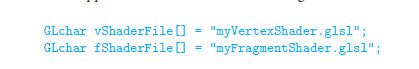 GLchar vShaderFile[] = "myVertexShader.glsl";
GLchar fShaderFile[] = "myFragmentShader.glsl";